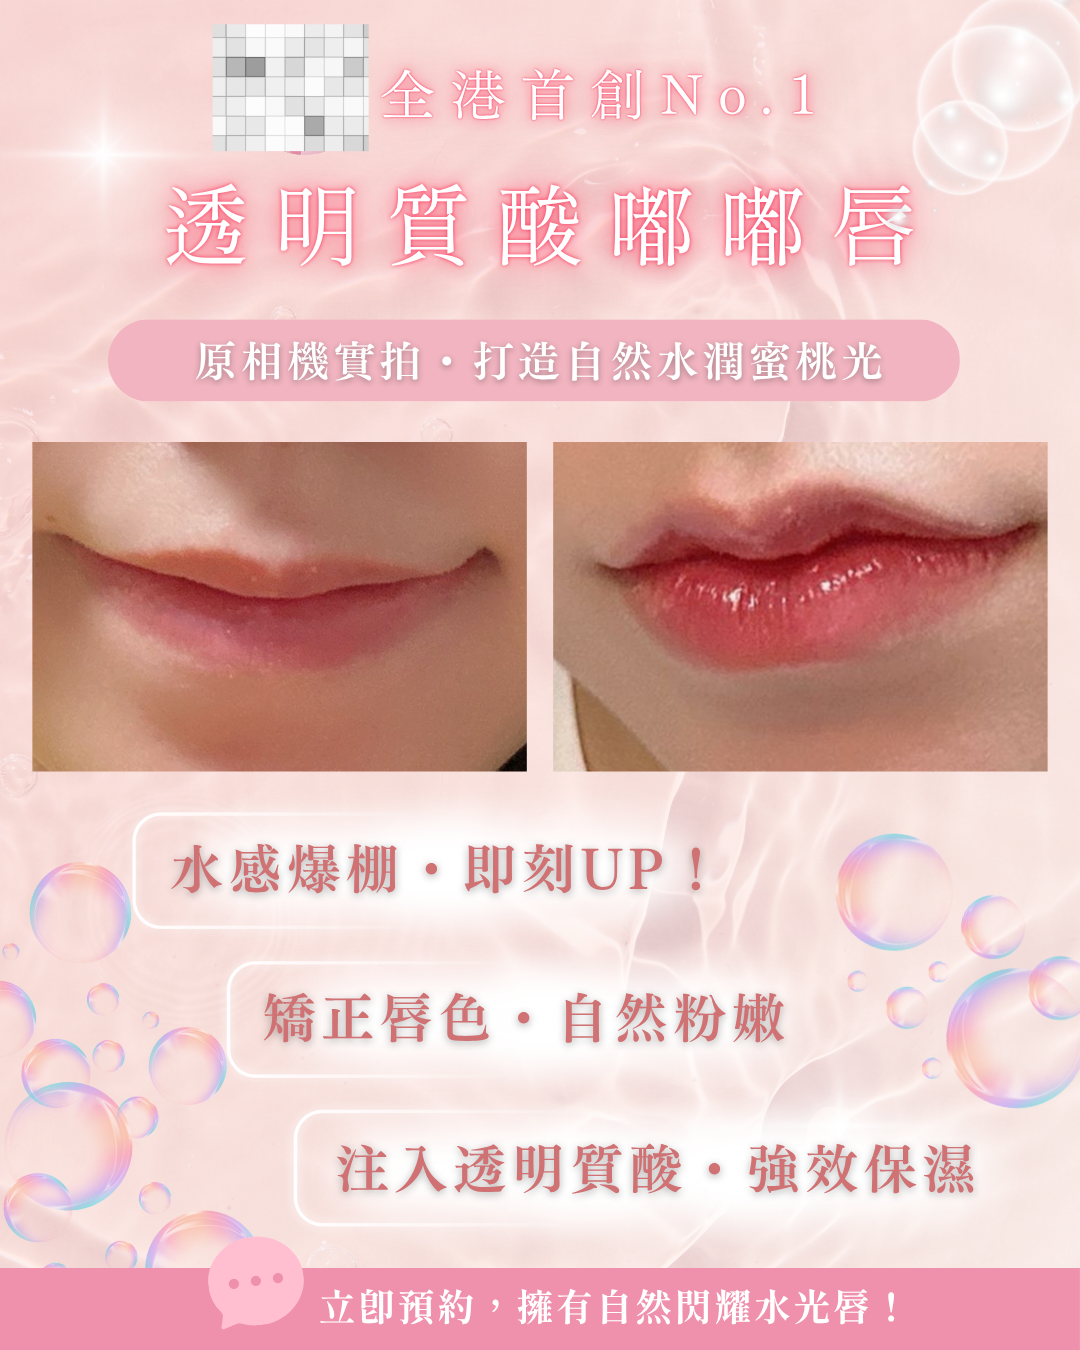 全港首創No.1
透明質酸嘟嘟唇
原相機實拍・打造自然水潤蜜桃光
水感爆棚・即刻UP！
矯正唇色・自然粉嫩
注入透明質酸・強效保濕
立即預約，擁有自然閃耀水光唇！